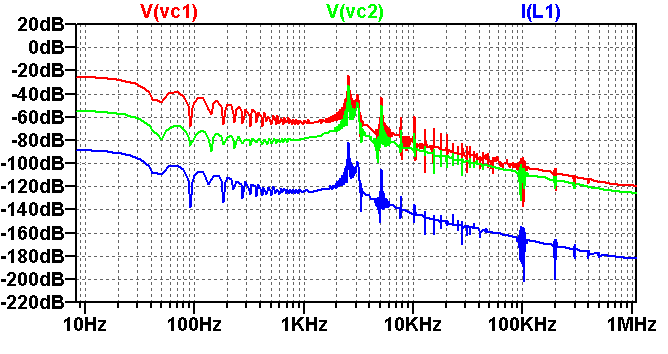 V(vc1) V(vc2) I(L1)
20dB
0dB
-20dB
-40dB
-60dB
-80dB
-100dB
-120dB
-140dB
-160dB
-180dB
-200dB
-220dB
10Hz 100Hz 1KHz 10KHz 100KHz 1MHz